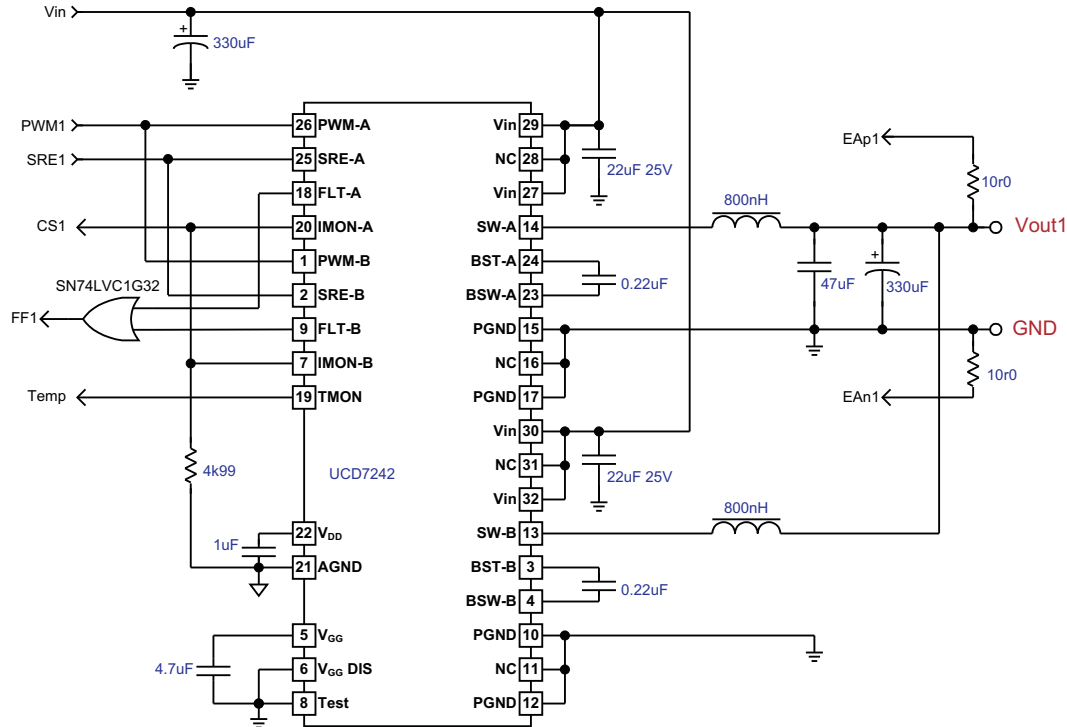 Vin
+
330uF
PWM1
26 PWM-A
Vin 29
EAp1
SRE1
25 SRE-A
NC 28
22uF 25V
10r0
18 FLT-A
Vin 27
800nH
CS1
20 IMON-A
SW-A 14
Vout1
1 PWM-B
BST-A 24
+
SN74LVC1G32
0.22uF
47uF
330uF
2 SRE-B
BSW-A 23
FF1
9 FLT-B
PGND 15
GND
7 IMON-B
NC 16
10r0
Temp
19 TMON
PGND 17
EAn1
Vin 30
4k99
UCD7242
NC 31
22uF 25V
Vin 32
800nH
22 VDD
SW-B 13
1uF
21 AGND
BST-B 3
0.22uF
BSW-B 4
5 VGG
PGND 10
4.7uF
6 VGG DIS
NC 11
8 Test
PGND 12